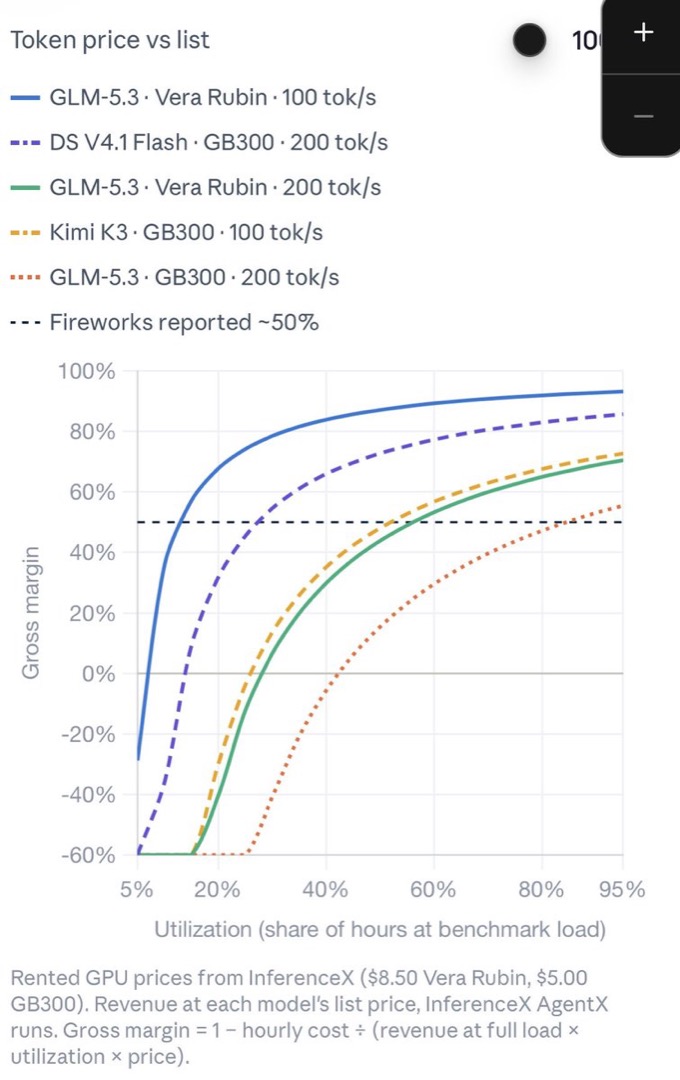 Token price vs list
+
−
GLM-5.3 · Vera Rubin · 100 tok/s
DS V4.1 Flash · GB300 · 200 tok/s
GLM-5.3 · Vera Rubin · 200 tok/s
Kimi K3 · GB300 · 100 tok/s
GLM-5.3 · GB300 · 200 tok/s
Fireworks reported ~50%
100%
80%
60%
40%
20%
0%
-20%
-40%
-60%
Gross margin
5% 20% 40% 60% 80% 95%
Utilization (share of hours at benchmark load)
Rented GPU prices from InferenceX ($8.50 Vera Rubin, $5.00
GB300). Revenue at each model's list price, InferenceX AgentX
runs. Gross margin = 1 − hourly cost ÷ (revenue at full load ×
utilization × price).